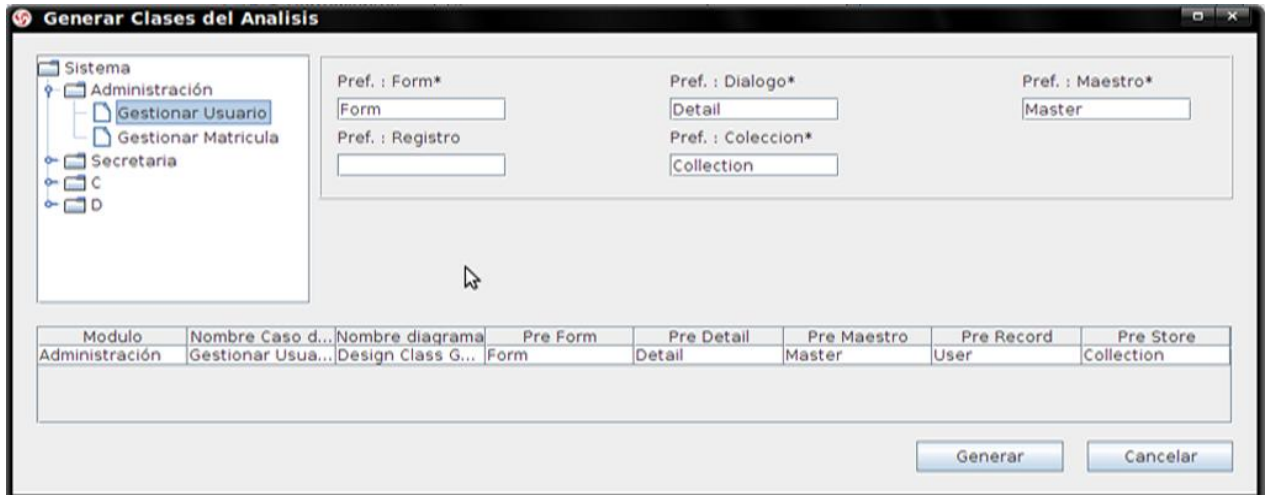 Generar Clases del Analisis
Sistema
Administración
Gestionar Usuario
Gestionar Matricula
Secretaria
C
D
Pref. : Form* Pref. : Dialogo* Pref. : Maestro*
Form Detail Master
Pref. : Registro Pref. : Coleccion*
Collection
Modulo Nombre Caso d... Nombre diagrama Pre Form Pre Detail Pre Maestro Pre Record Pre Store
Administración Gestionar Usua... Design Class G... Form Detail Master User Collection
Generar Cancelar